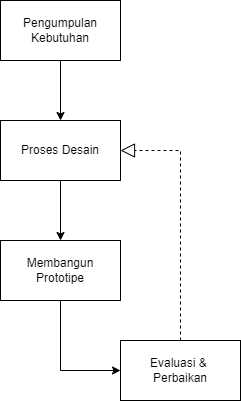 Pengumpulan
Kebutuhan
Proses Desain
Membangun
Prototipe
Evaluasi &
Perbaikan